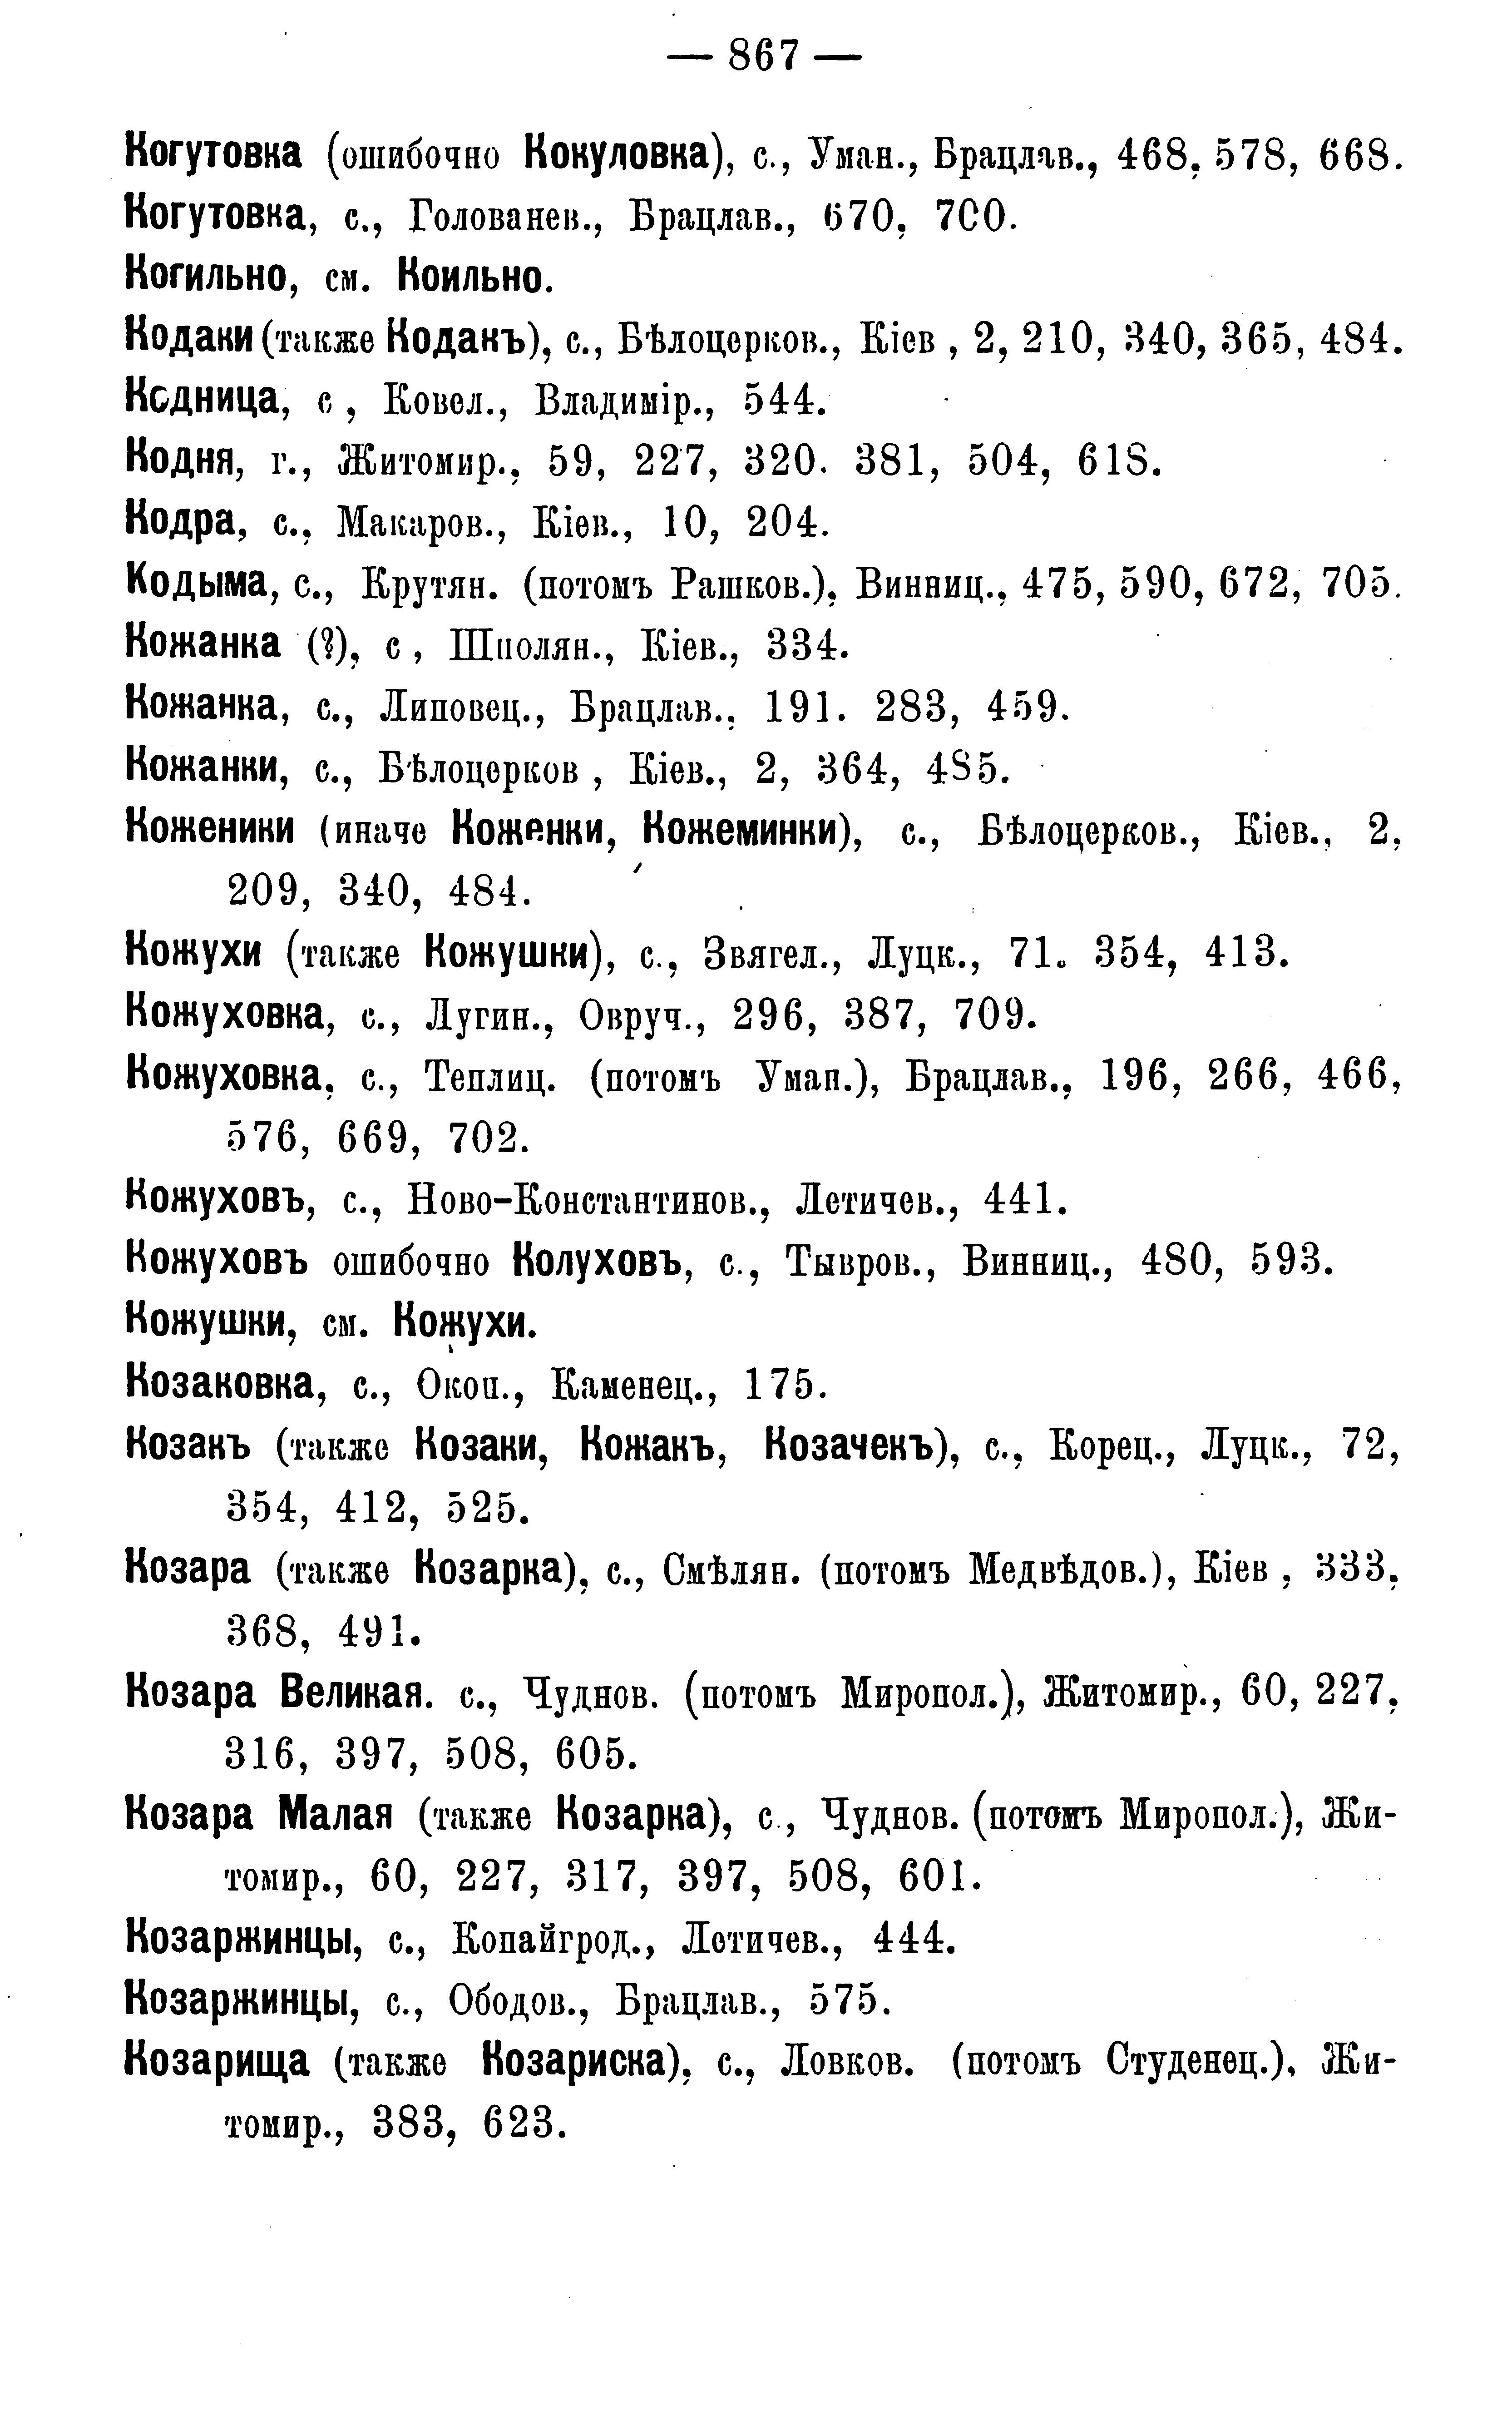 — 867 —
Когутовка (ошибочно Кокуловка), с., Уман., Брацлав., 468, 578, 668.
Когутовка, с., Голованев., Брацлав., 670, 700.
Когильно, см. Коильно.
Кодаки (также Кодакъ), с., Бѣлоцерков., Кіев , 2, 210, 340, 365, 484.
Кодница, с , Ковел., Владимір., 544.
Кодня, г., Житомир., 59, 227, 320. 381, 504, 618.
Кодра, с., Макаров., Кіев., 10, 204.
Кодыма, с., Крутян. (потомъ Рашков.), Винниц., 475, 590, 672, 705.
Кожанка (?), с , Шполян., Кіев., 334.
Кожанка, с., Липовец., Брацлав., 191. 283, 459.
Кожанки, с., Бѣлоцерков , Кіев., 2, 364, 485.
Коженики (иначе Коженки, Кожеминки), с., Бѣлоцерков., Кіев., 2,
209, 340, 484.
Кожухи (также Кожушки), с., Звягел., Луцк., 71. 354, 413.
Кожуховка, с., Лугин., Овруч., 296, 387, 709.
Кожуховка, с., Теплиц. (потомъ Уман.), Брацлав., 196, 266, 466,
576, 669, 702.
Кожуховъ, с., Ново-Константинов., Летичев., 441.
Кожуховъ ошибочно Колуховъ, с., Тывров., Винниц., 480, 593.
Кожушки, см. Кожухи.
Козаковка, с., Окоп., Каменец., 175.
Козакъ (также Козаки, Кожакъ, Козачекъ), с., Корец., Луцк., 72,
354, 412, 525.
Козара (также Козарка), с., Смѣлян. (потомъ Медвѣдов.), Кіев , 333,
368, 491.
Козара Великая. с., Чуднов. (потомъ Миропол.), Житомир., 60, 227,
316, 397, 508, 605.
Козара Малая (также Козарка), с., Чуднов. (потомъ Миропол.), Жи-
томир., 60, 227, 317, 397, 508, 601.
Козаржинцы, с., Копайгрод., Летичев., 444.
Козаржинцы, с., Ободов., Брацлав., 575.
Козарища (также Козариска), с., Ловков. (потомъ Студенец.), Жи-
томир., 383, 623.